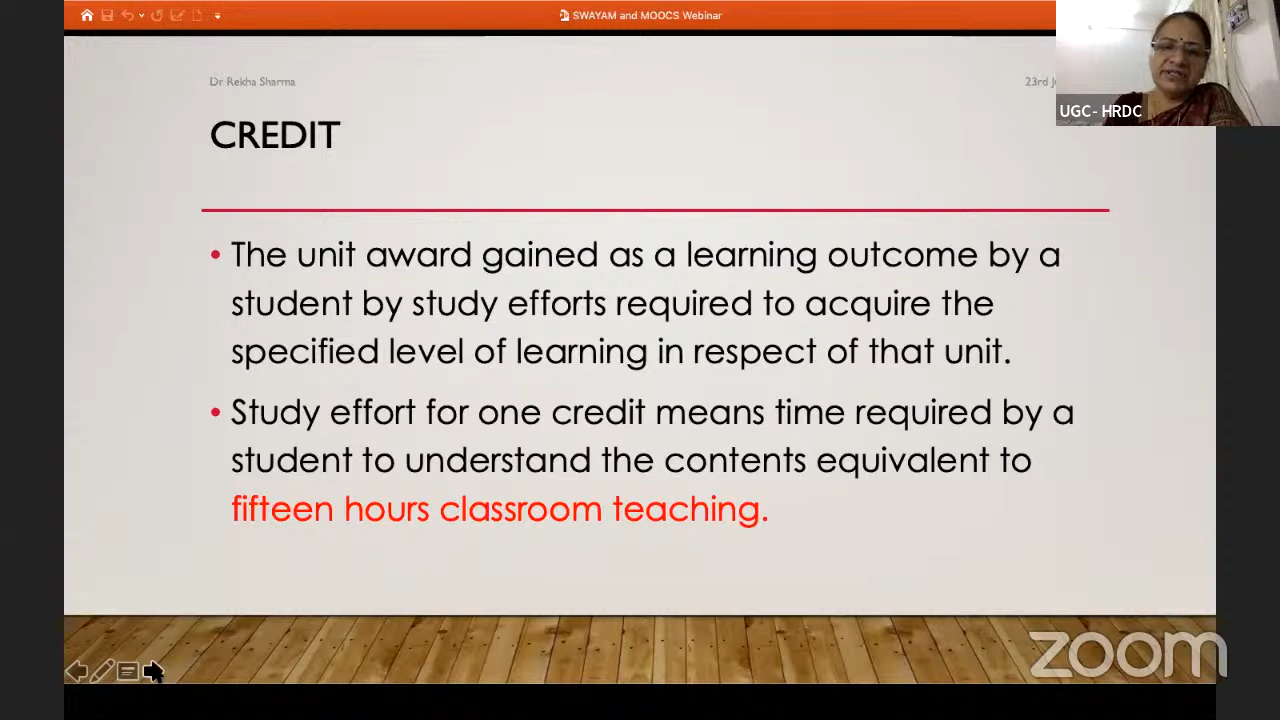 SWAYAM and MOOCS Webinar
Dr Rekha Sharma
23rd
UGC- HRDC
CREDIT
• The unit award gained as a learning outcome by a
student by study efforts required to acquire the
specified level of learning in respect of that unit.
• Study effort for one credit means time required by a
student to understand the contents equivalent to
fifteen hours classroom teaching.
zoom